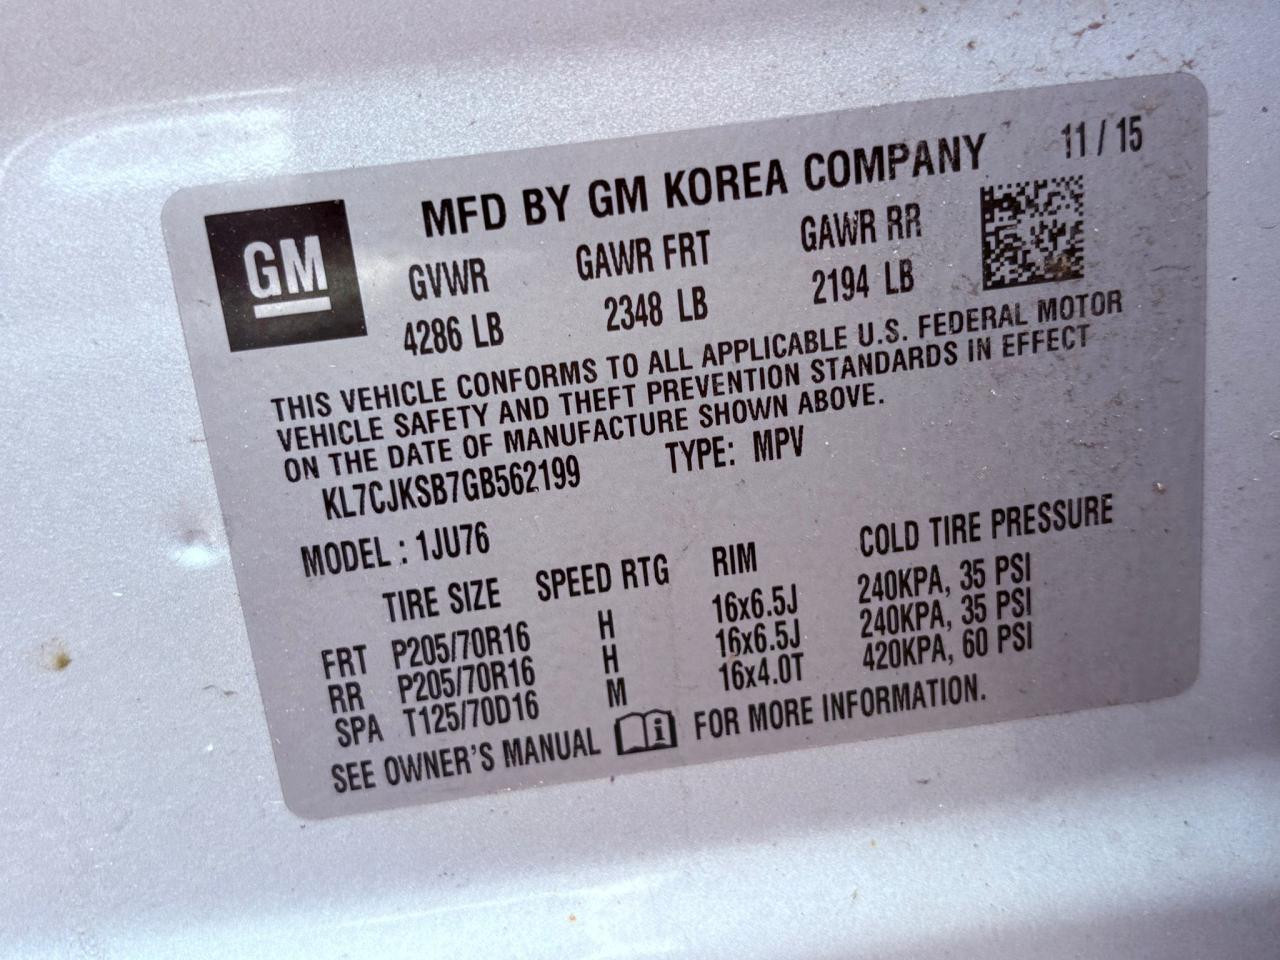 GM
MFD BY GM KOREA COMPANY 11 / 15
GVWR GAWR FRT GAWR RR
4286 LB 2348 LB 2194 LB
THIS VEHICLE CONFORMS TO ALL APPLICABLE U.S. FEDERAL MOTOR
VEHICLE SAFETY AND THEFT PREVENTION STANDARDS IN EFFECT
ON THE DATE OF MANUFACTURE SHOWN ABOVE.
KL7CJKSB7GB562199 TYPE: MPV
MODEL : 1JU76
TIRE SIZE SPEED RTG RIM COLD TIRE PRESSURE
FRT P205/70R16 H 16x6.5J 240KPA, 35 PSI
RR P205/70R16 H 16x6.5J 240KPA, 35 PSI
SPA T125/70D16 M 16x4.0T 420KPA, 60 PSI
SEE OWNER'S MANUAL FOR MORE INFORMATION.